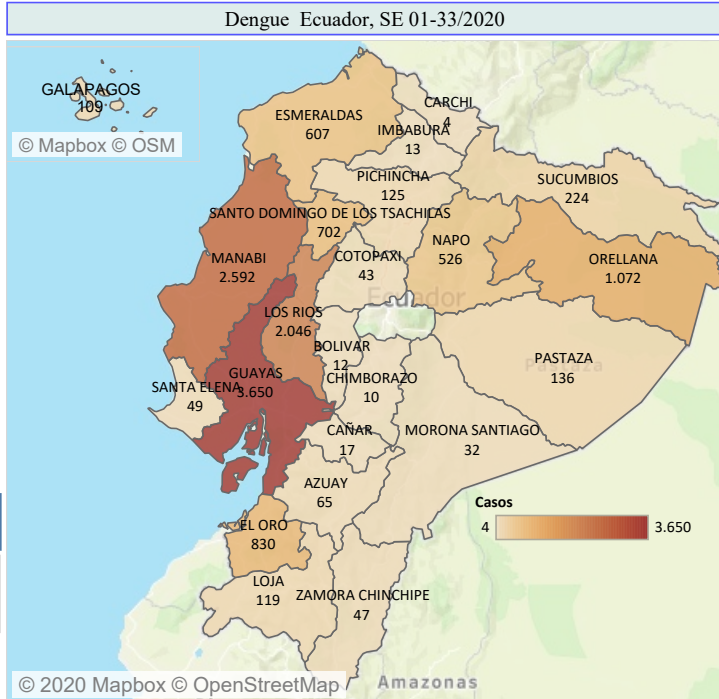 Dengue Ecuador, SE 01-33/2020
GALAPAGOS
109
© Mapbox © OSM
ESMERALDAS
607
CARCHI
4
IMBABURA
13
PICHINCHA
125
SUCUMBIOS
224
SANTO DOMINGO DE LOS TSACHILAS
702
MANABI
2.592
COTOPAXI
43
NAPO
526
ORELLANA
1.072
Ecuador
LOS RIOS
2.046
BOLIVAR
12
PASTAZA
Pastaza
136
GUAYAS
3.650
CHIMBORAZO
10
SANTA ELENA
49
CAÑAR
17
MORONA SANTIAGO
32
AZUAY
65
Casos
4
3.650
EL ORO
830
LOJA
119
ZAMORA CHINCHIPE
47
© 2020 Mapbox © OpenStreetMap
Amazonas